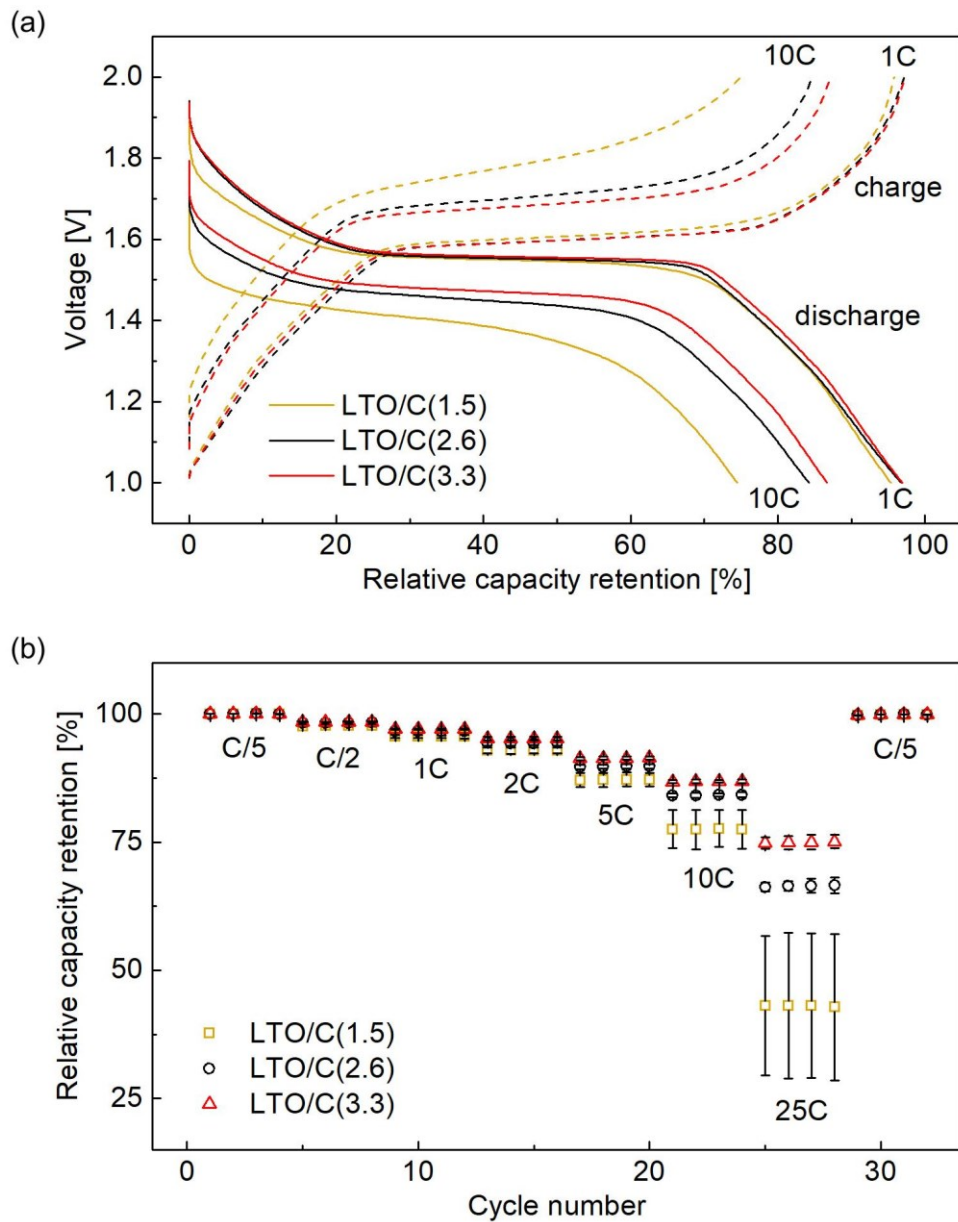 (a)
10C
1C
2.0
1.8
1.6
1.4
1.2
1.0
Voltage [V]
charge
discharge
LTO/C(1.5)
LTO/C(2.6)
LTO/C(3.3)
10C
1C
0
20
40
60
80
100
Relative capacity retention [%]
(b)
100
75
50
25
Relative capacity retention [%]
C/5
C/2
1C
2C
5C
10C
25C
C/5
LTO/C(1.5)
LTO/C(2.6)
LTO/C(3.3)
0
10
20
30
Cycle number